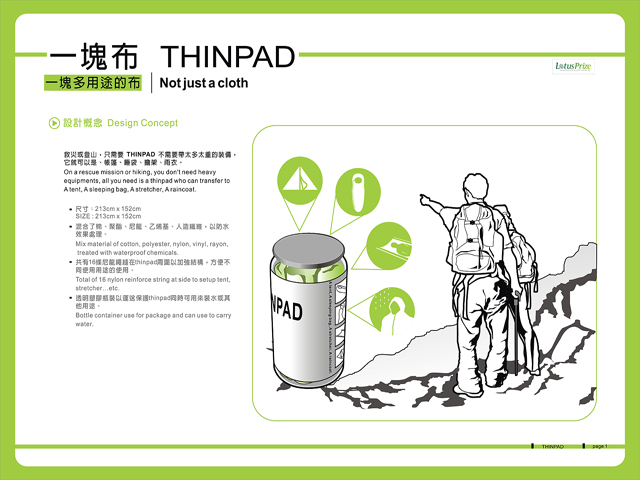 一塊布 THINPAD
一塊多用途的布 Not just a cloth
LotusPrize
設計概念 Design Concept
救災或登山，只需要 THINPAD 不需要帶太多太重的裝備，
它就可以是、帳篷、睡袋、擔架、雨衣。
On a rescue mission or hiking, you don't need heavy
equipments, all you need is a thinpad who can transfer to
A tent, A sleeping bag, A stretcher, A raincoat.
尺寸：213cm x 152cm
SIZE : 213cm x 152cm
混合了棉、聚酯、尼龍、乙烯基、人造纖維，以防水
效果處理。
Mix material of cotton, polyester, nylon, vinyl, rayon,
treated with waterproof chemicals.
共有16條尼龍繩縫在thinpad周圍以加強結構，方便不
同使用用途的使用。
Total of 16 nylon reinforce string at side to setup tent,
stretcher…etc.
透明塑膠瓶裝以運送保護thinpad同時可用來裝水或其
他用途。
Bottle container use for package and can use to carry
water.
NPAD
A tent, A sleeping bag, A stretcher, A raincoat
THINPAD
page:1